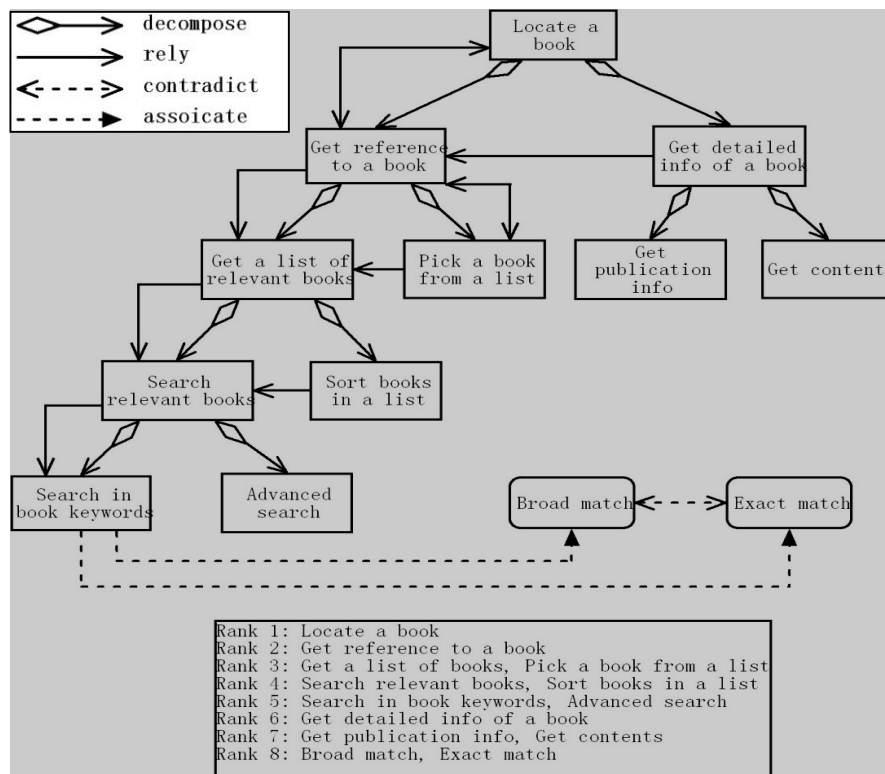 decompose
rely
contradict
assoicate
Locate a
book
Get reference
to a book
Get detailed
info of a book
Get a list of
relevant books
Pick a book
from a list
Get
publication
info
Get contents
Search
relevant books
Sort books
in a list
Search in
book keywords
Advanced
search
Broad match
Exact match
Rank 1: Locate a book
Rank 2: Get reference to a book
Rank 3: Get a list of books, Pick a book from a list
Rank 4: Search relevant books, Sort books in a list
Rank 5: Search in book keywords, Advanced search
Rank 6: Get detailed info of a book
Rank 7: Get publication info, Get contents
Rank 8: Broad match, Exact match